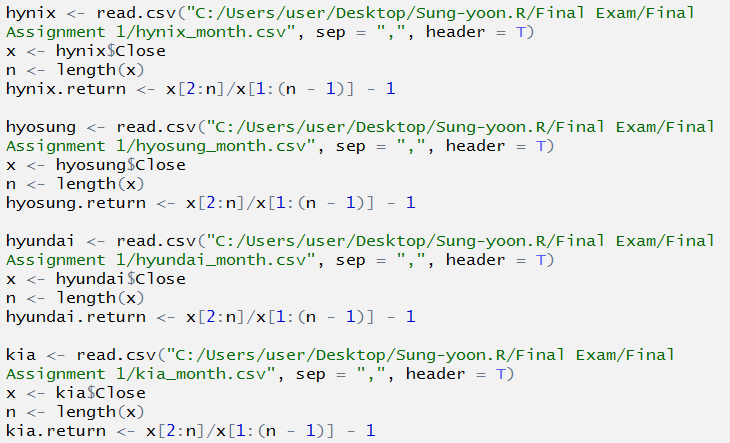 hynix <- read.csv("C:/Users/user/Desktop/Sung-yoon.R/Final Exam/Final
Assignment 1/hynix_month.csv", sep = ",", header = T)
x <- hynix$Close
n <- length(x)
hynix.return <- x[2:n]/x[1:(n - 1)] - 1

hyosung <- read.csv("C:/Users/user/Desktop/Sung-yoon.R/Final Exam/Final
Assignment 1/hyosung_month.csv", sep = ",", header = T)
x <- hyosung$Close
n <- length(x)
hyosung.return <- x[2:n]/x[1:(n - 1)] - 1

hyundai <- read.csv("C:/Users/user/Desktop/Sung-yoon.R/Final Exam/Final
Assignment 1/hyundai_month.csv", sep = ",", header = T)
x <- hyundai$Close
n <- length(x)
hyundai.return <- x[2:n]/x[1:(n - 1)] - 1

kia <- read.csv("C:/Users/user/Desktop/Sung-yoon.R/Final Exam/Final
Assignment 1/kia_month.csv", sep = ",", header = T)
x <- kia$Close
n <- length(x)
kia.return <- x[2:n]/x[1:(n - 1)] - 1